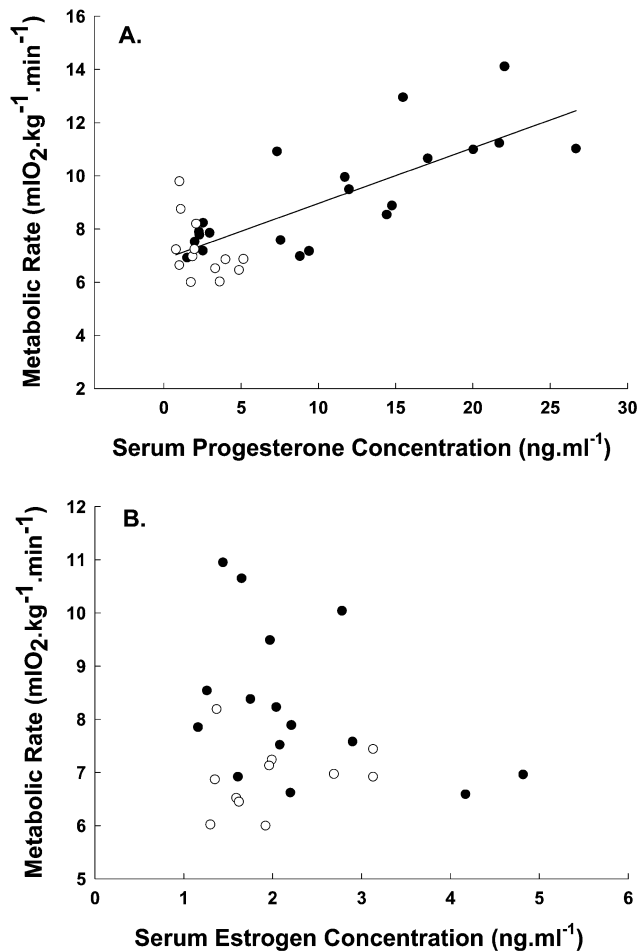 A.
16
14
12
10
8
6
4
2
Metabolic Rate (mlO₂.kg⁻¹.min⁻¹)
0 5 10 15 20 25 30
Serum Progesterone Concentration (ng.ml⁻¹)
B.
12
11
10
9
8
7
6
5
Metabolic Rate (mlO₂.kg⁻¹.min⁻¹)
0 1 2 3 4 5 6
Serum Estrogen Concentration (ng.ml⁻¹)